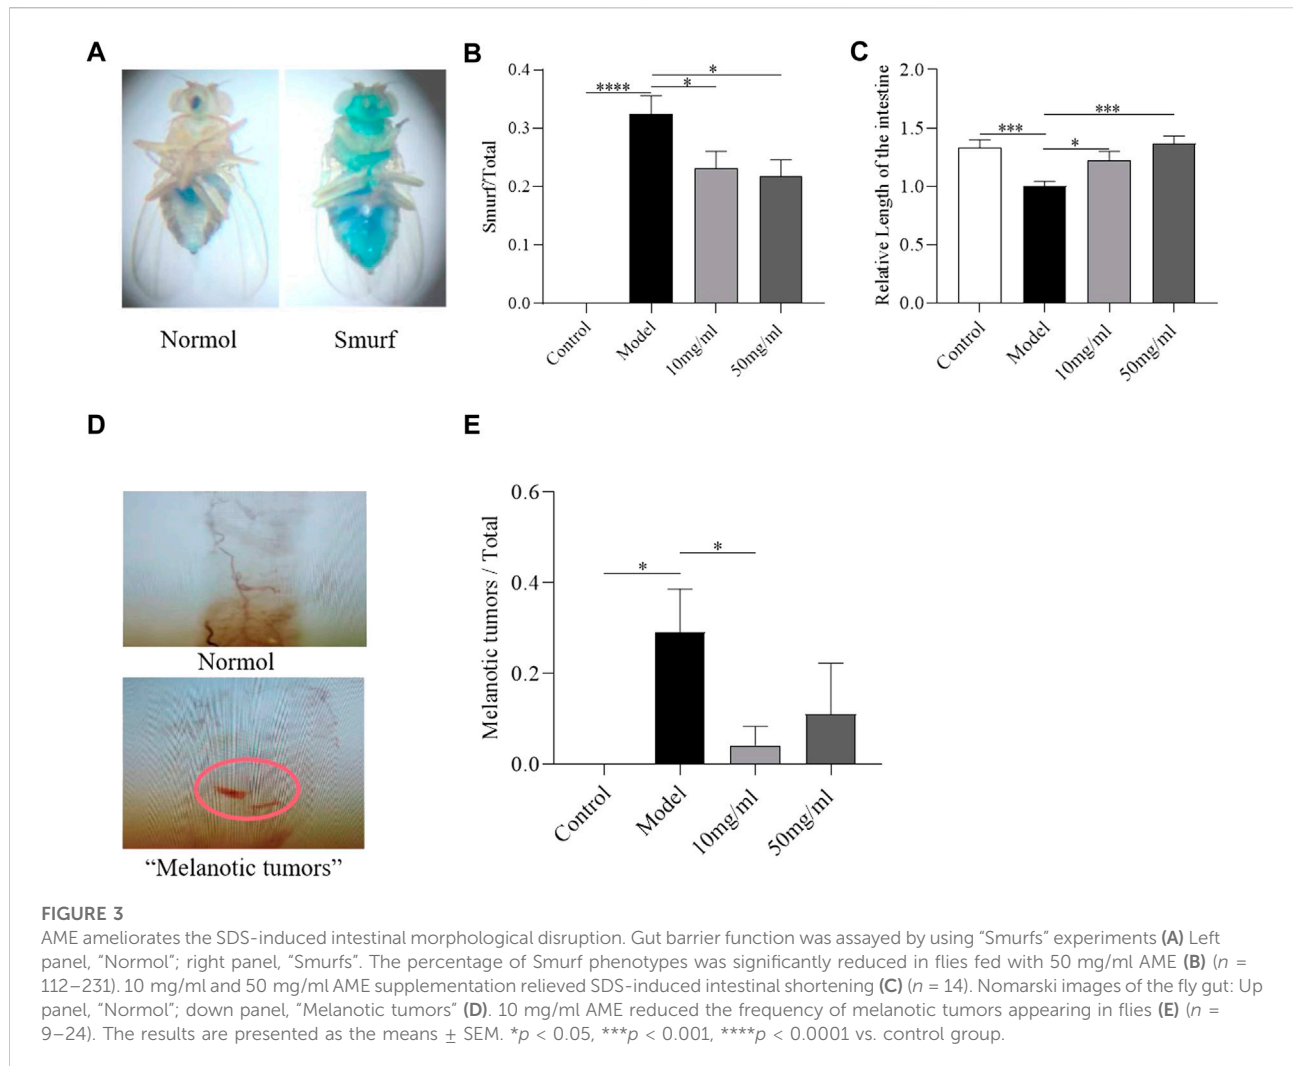 A
Normol
Smurf
B
0.4
0.3
0.2
0.1
0.0
Smurf/Total
****
*
*
Control
Model
10mg/ml
50mg/ml
C
2.0
1.5
1.0
0.5
0.0
Relative Length of the intestine
***
*
***
Control
Model
10mg/ml
50mg/ml
D
Normol
“Melanotic tumors”
E
0.6
0.4
0.2
0.0
Melanotic tumors / Total
*
*
Control
Model
10mg/ml
50mg/ml
FIGURE 3
AME ameliorates the SDS-induced intestinal morphological disruption. Gut barrier function was assayed by using “Smurfs” experiments (A) Left
panel, “Normol”; right panel, “Smurfs”. The percentage of Smurf phenotypes was significantly reduced in flies fed with 50 mg/ml AME (B) (n =
112–231). 10 mg/ml and 50 mg/ml AME supplementation relieved SDS-induced intestinal shortening (C) (n = 14). Nomarski images of the fly gut: Up
panel, “Normol”; down panel, “Melanotic tumors” (D). 10 mg/ml AME reduced the frequency of melanotic tumors appearing in flies (E) (n =
9–24). The results are presented as the means ± SEM. *p < 0.05, ***p < 0.001, ****p < 0.0001 vs. control group.